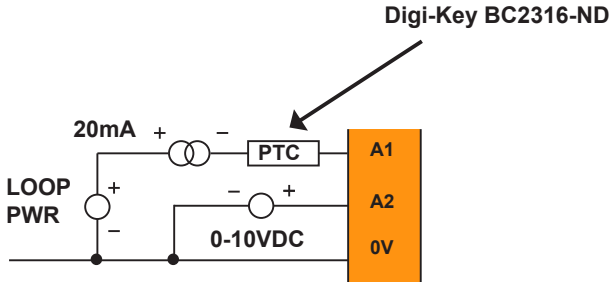 Digi-Key BC2316-ND
20mA + –
PTC
A1
LOOP
PWR
+
–
– +
A2
0-10VDC
0V